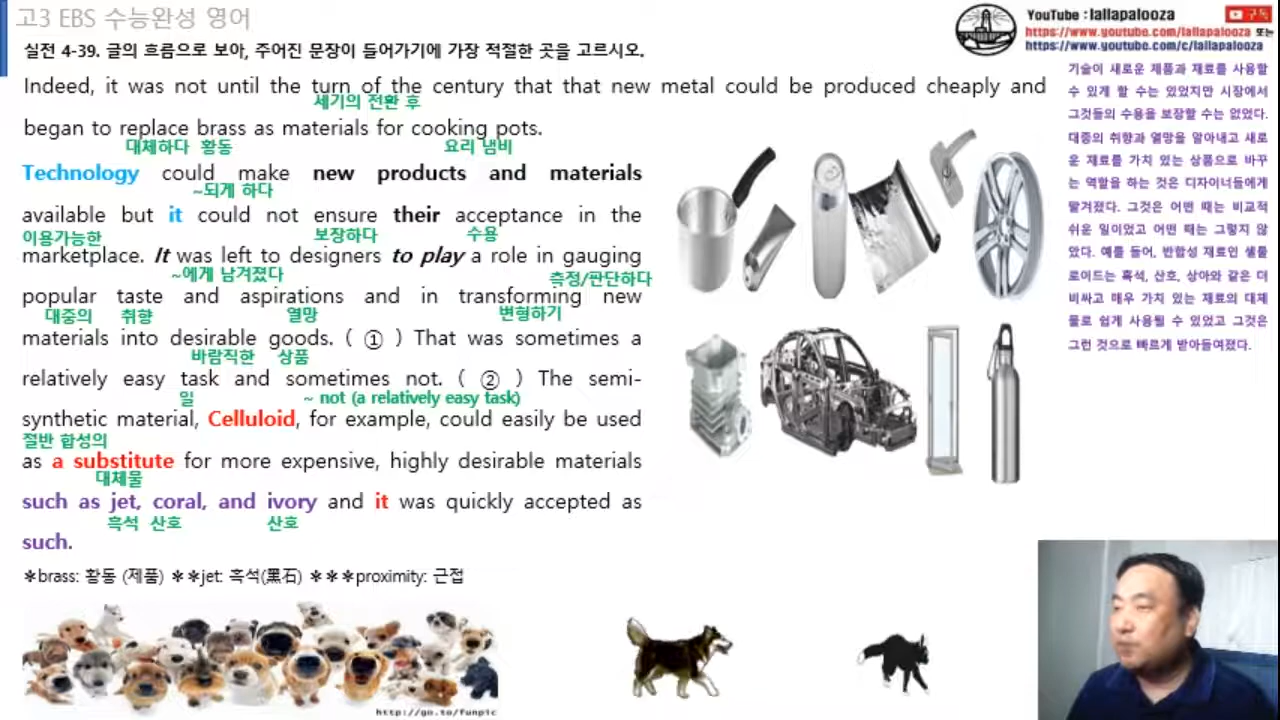 고3 EBS 수능완성 영어
YouTube : lallapalooza
구독
https://www.youtube.com/lallapalooza 또는
https://www.youtube.com/c/lallapalooza
실전 4-39. 글의 흐름으로 보아, 주어진 문장이 들어가기에 가장 적절한 곳을 고르시오.
Indeed, it was not until the turn of the century that that new metal could be produced cheaply and
세기의 전환 후
began to replace brass as materials for cooking pots.
대체하다 황동 요리 냄비
Technology could make new products and materials
~되게 하다
available but it could not ensure their acceptance in the
이용가능한 보장하다 수용
marketplace. It was left to designers to play a role in gauging
~에게 남겨졌다 측정/판단하다
popular taste and aspirations and in transforming new
대중의 취향 열망 변형하기
materials into desirable goods. ( ① ) That was sometimes a
바람직한 상품
relatively easy task and sometimes not. ( ② ) The semi-
일 ~ not (a relatively easy task)
synthetic material, Celluloid, for example, could easily be used
절반 합성의
as a substitute for more expensive, highly desirable materials
대체물
such as jet, coral, and ivory and it was quickly accepted as
흑석 산호 산호
such.
*brass: 황동 (제품) **jet: 흑석(黑石) ***proximity: 근접
기술이 새로운 제품과 재료를 사용할
수 있게 할 수는 있었지만 시장에서
그것들의 수용을 보장할 수는 없었다.
대중의 취향과 열망을 알아내고 새로
운 재료를 가치 있는 상품으로 바꾸
는 역할을 하는 것은 디자이너들에게
맡겨졌다. 그것은 어떤 때는 비교적
쉬운 일이었고 어떤 때는 그렇지 않
았다. 예를 들어, 반합성 재료인 셀룰
로이드는 흑석, 산호, 상아와 같은 더
비싸고 매우 가치 있는 재료의 대체
물로 쉽게 사용될 수 있었고 그것은
그런 것으로 빠르게 받아들여졌다.
http://go.to/funpic